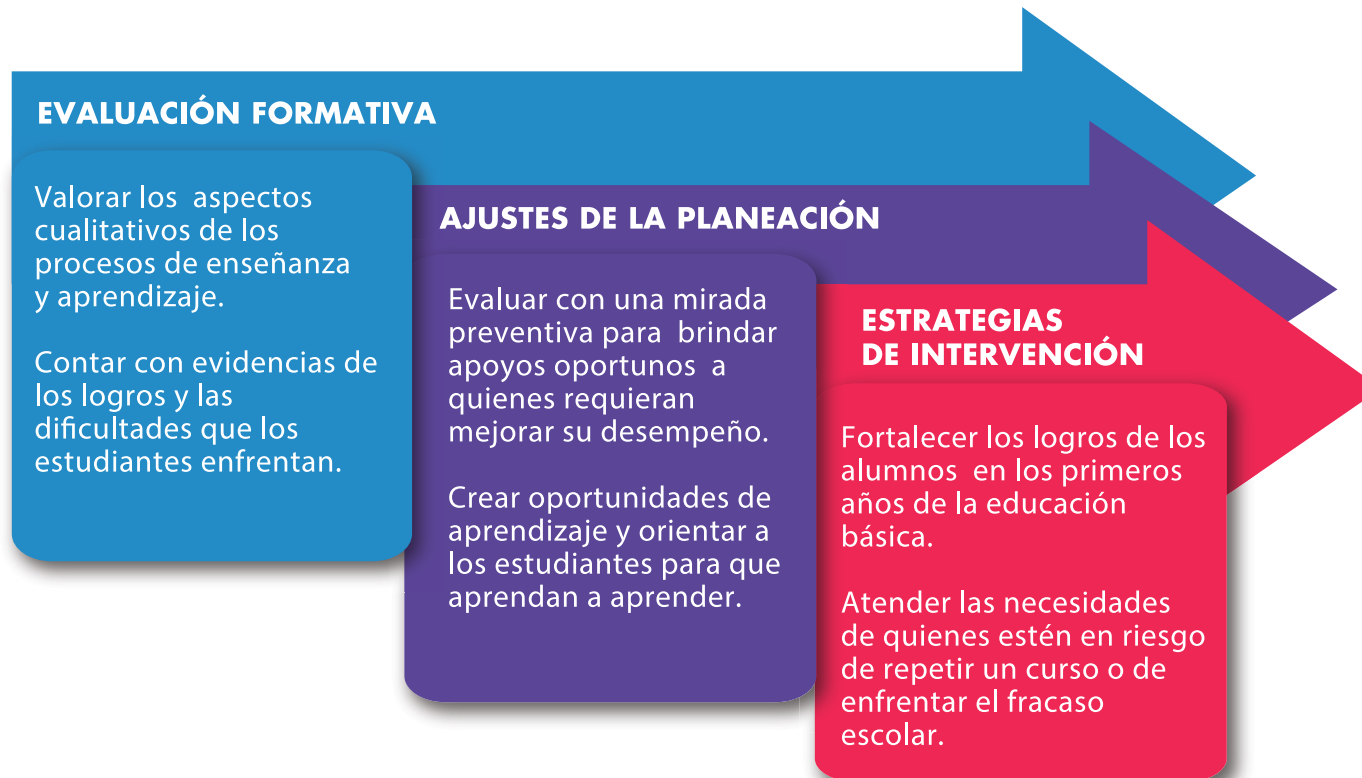 EVALUACIÓN FORMATIVA
Valorar los aspectos
cualitativos de los
procesos de enseñanza
y aprendizaje.
Contar con evidencias de
los logros y las
dificultades que los
estudiantes enfrentan.
AJUSTES DE LA PLANEACIÓN
Evaluar con una mirada
preventiva para brindar
apoyos oportunos a
quienes requieran
mejorar su desempeño.
Crear oportunidades de
aprendizaje y orientar a
los estudiantes para que
aprendan a aprender.
ESTRATEGIAS
DE INTERVENCIÓN
Fortalecer los logros de los
alumnos en los primeros
años de la educación
básica.
Atender las necesidades
de quienes estén en riesgo
de repetir un curso o de
enfrentar el fracaso
escolar.